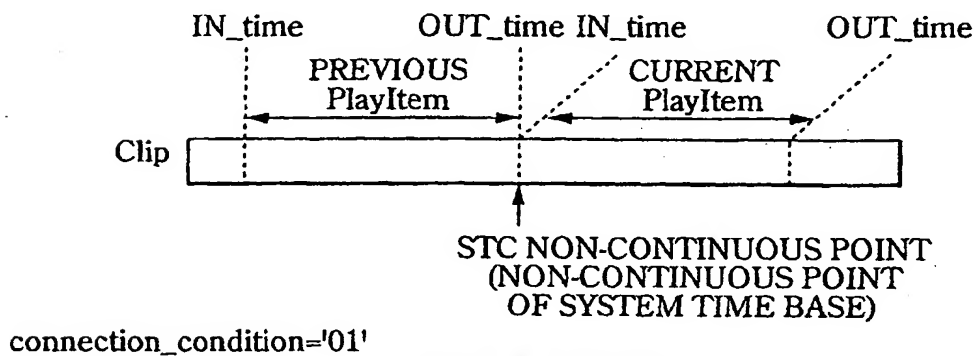 IN_time OUT_time IN_time OUT_time
PREVIOUS
PlayItem
CURRENT
PlayItem
Clip
STC NON-CONTINUOUS POINT
(NON-CONTINUOUS POINT
OF SYSTEM TIME BASE)
connection_condition='01'